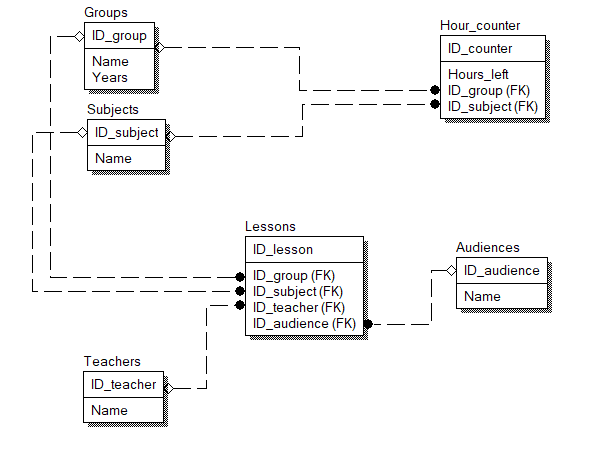 Groups
ID_group
Name
Years
Hour_counter
ID_counter
Hours_left
ID_group (FK)
ID_subject (FK)
Subjects
ID_subject
Name
Lessons
ID_lesson
ID_group (FK)
ID_subject (FK)
ID_teacher (FK)
ID_audience (FK)
Audiences
ID_audience
Name
Teachers
ID_teacher
Name